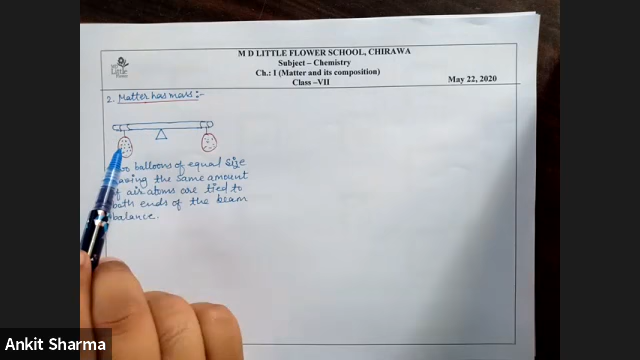 M D LITTLE FLOWER SCHOOL, CHIRAWA
Subject – Chemistry
Ch.: I (Matter and its composition)
Class –VII
May 22, 2020
Little
2. Matter has mass :-
balloons of equal size
the same amount
of air atoms are tied to
both ends of the beam
balance.
Ankit Sharma